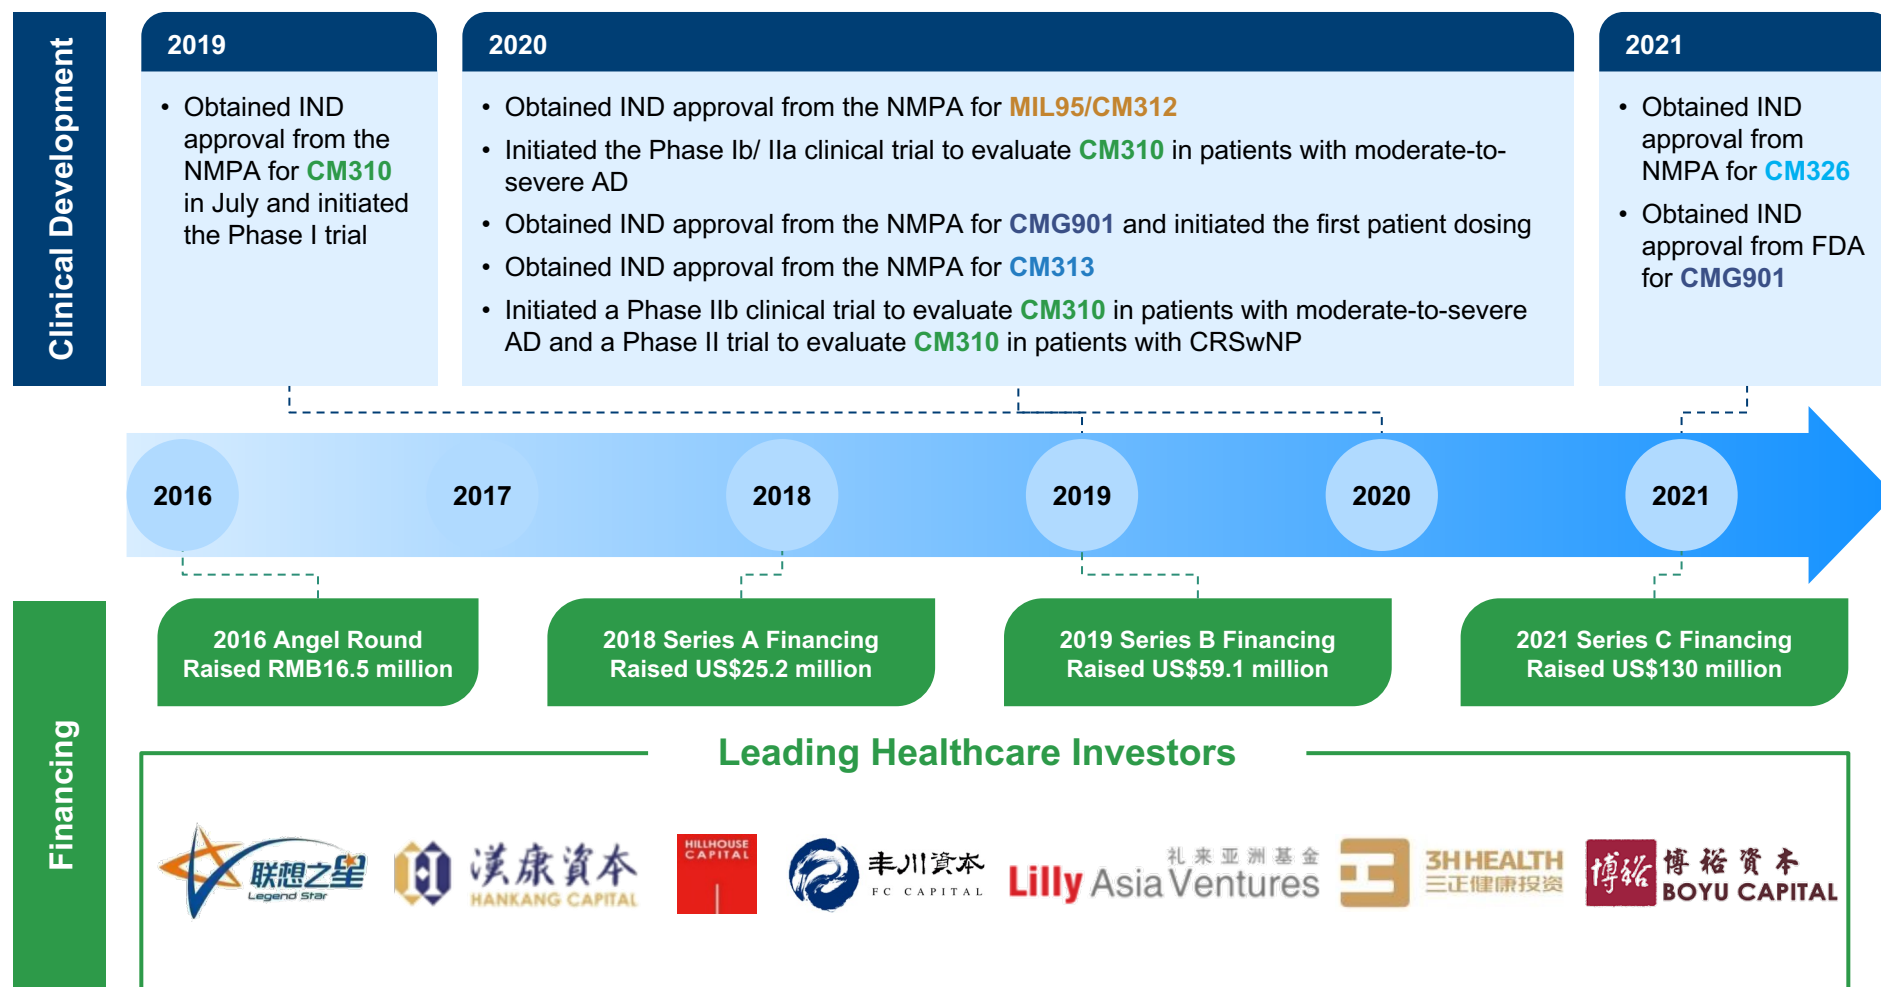 Clinical Development
2019
• Obtained IND
approval from the
NMPA for CM310
in July and initiated
the Phase I trial
2020
• Obtained IND approval from the NMPA for MIL95/CM312
• Initiated the Phase Ib/ IIa clinical trial to evaluate CM310 in patients with moderate-to-
severe AD
• Obtained IND approval from the NMPA for CMG901 and initiated the first patient dosing
• Obtained IND approval from the NMPA for CM313
• Initiated a Phase IIb clinical trial to evaluate CM310 in patients with moderate-to-severe
AD and a Phase II trial to evaluate CM310 in patients with CRSwNP
2021
• Obtained IND
approval from
NMPA for CM326
• Obtained IND
approval from FDA
for CMG901
2016
2017
2018
2019
2020
2021
Financing
2016 Angel Round
Raised RMB16.5 million
2018 Series A Financing
Raised US$25.2 million
2019 Series B Financing
Raised US$59.1 million
2021 Series C Financing
Raised US$130 million
Leading Healthcare Investors
联想之星
Legend Star
漢康資本
HANKANG CAPITAL
HILLHOUSE
CAPITAL
丰川資本
FC CAPITAL
礼来亚洲基金
Lilly Asia Ventures
3H HEALTH
三正健康投资
博裕
博裕資本
BOYU CAPITAL